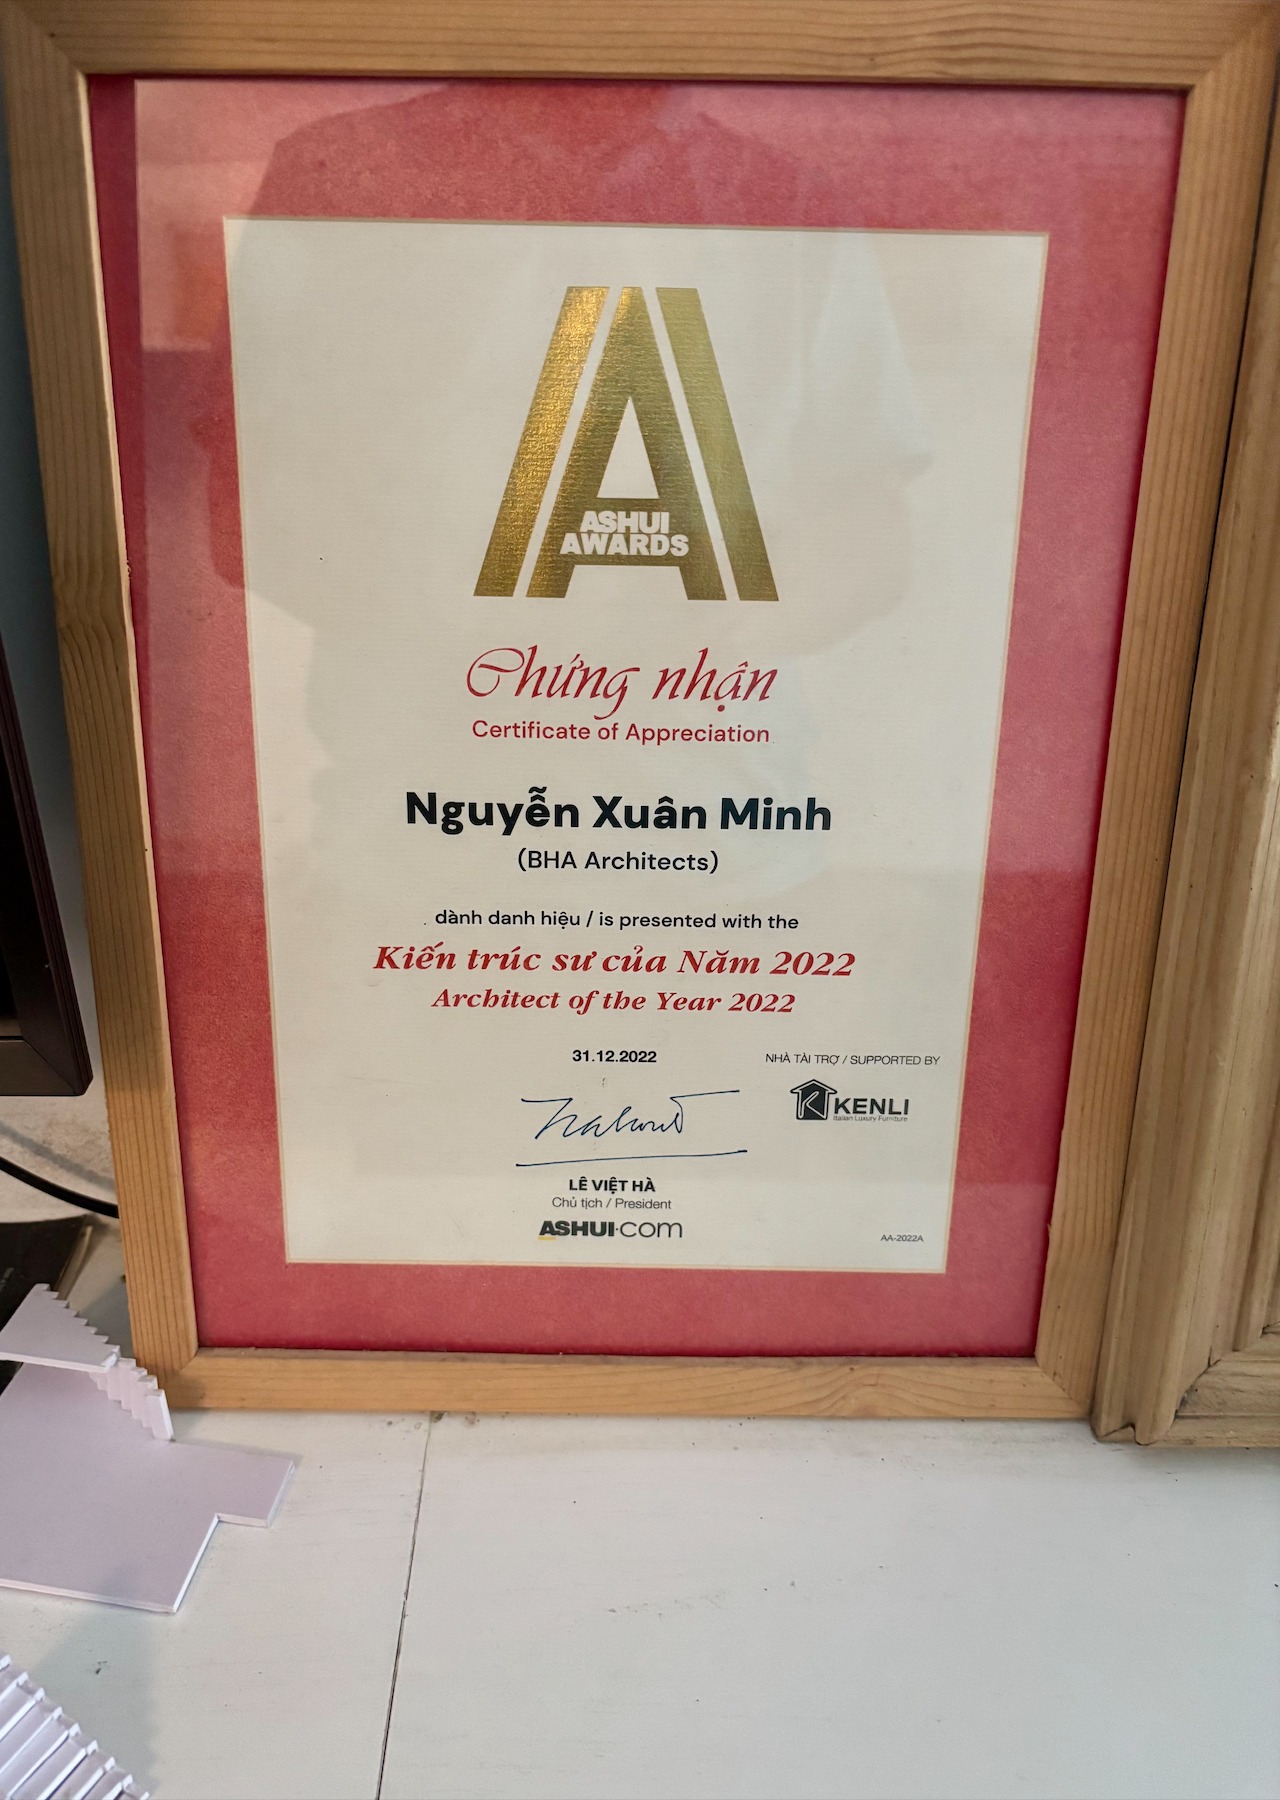 ASHUI
AWARDS
Chứng nhận
Certificate of Appreciation
Nguyễn Xuân Minh
(BHA Architects)
dành danh hiệu / is presented with the
Kiến trúc sư của Năm 2022
Architect of the Year 2022
31.12.2022
NHÀ TÀI TRỢ / SUPPORTED BY
KENLI
Italian Luxury Furniture
LÊ VIỆT HÀ
Chủ tịch / President
ASHUI.COM
AA-2022A